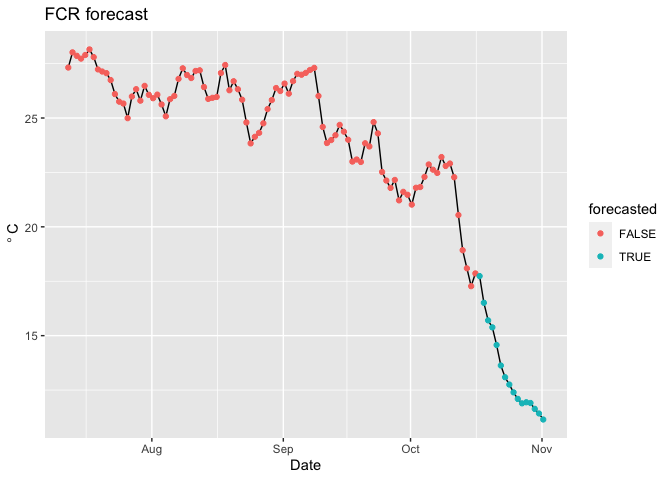 FCR forecast
25
20
15
° C
Aug Sep Oct Nov
Date
forecasted
FALSE
TRUE